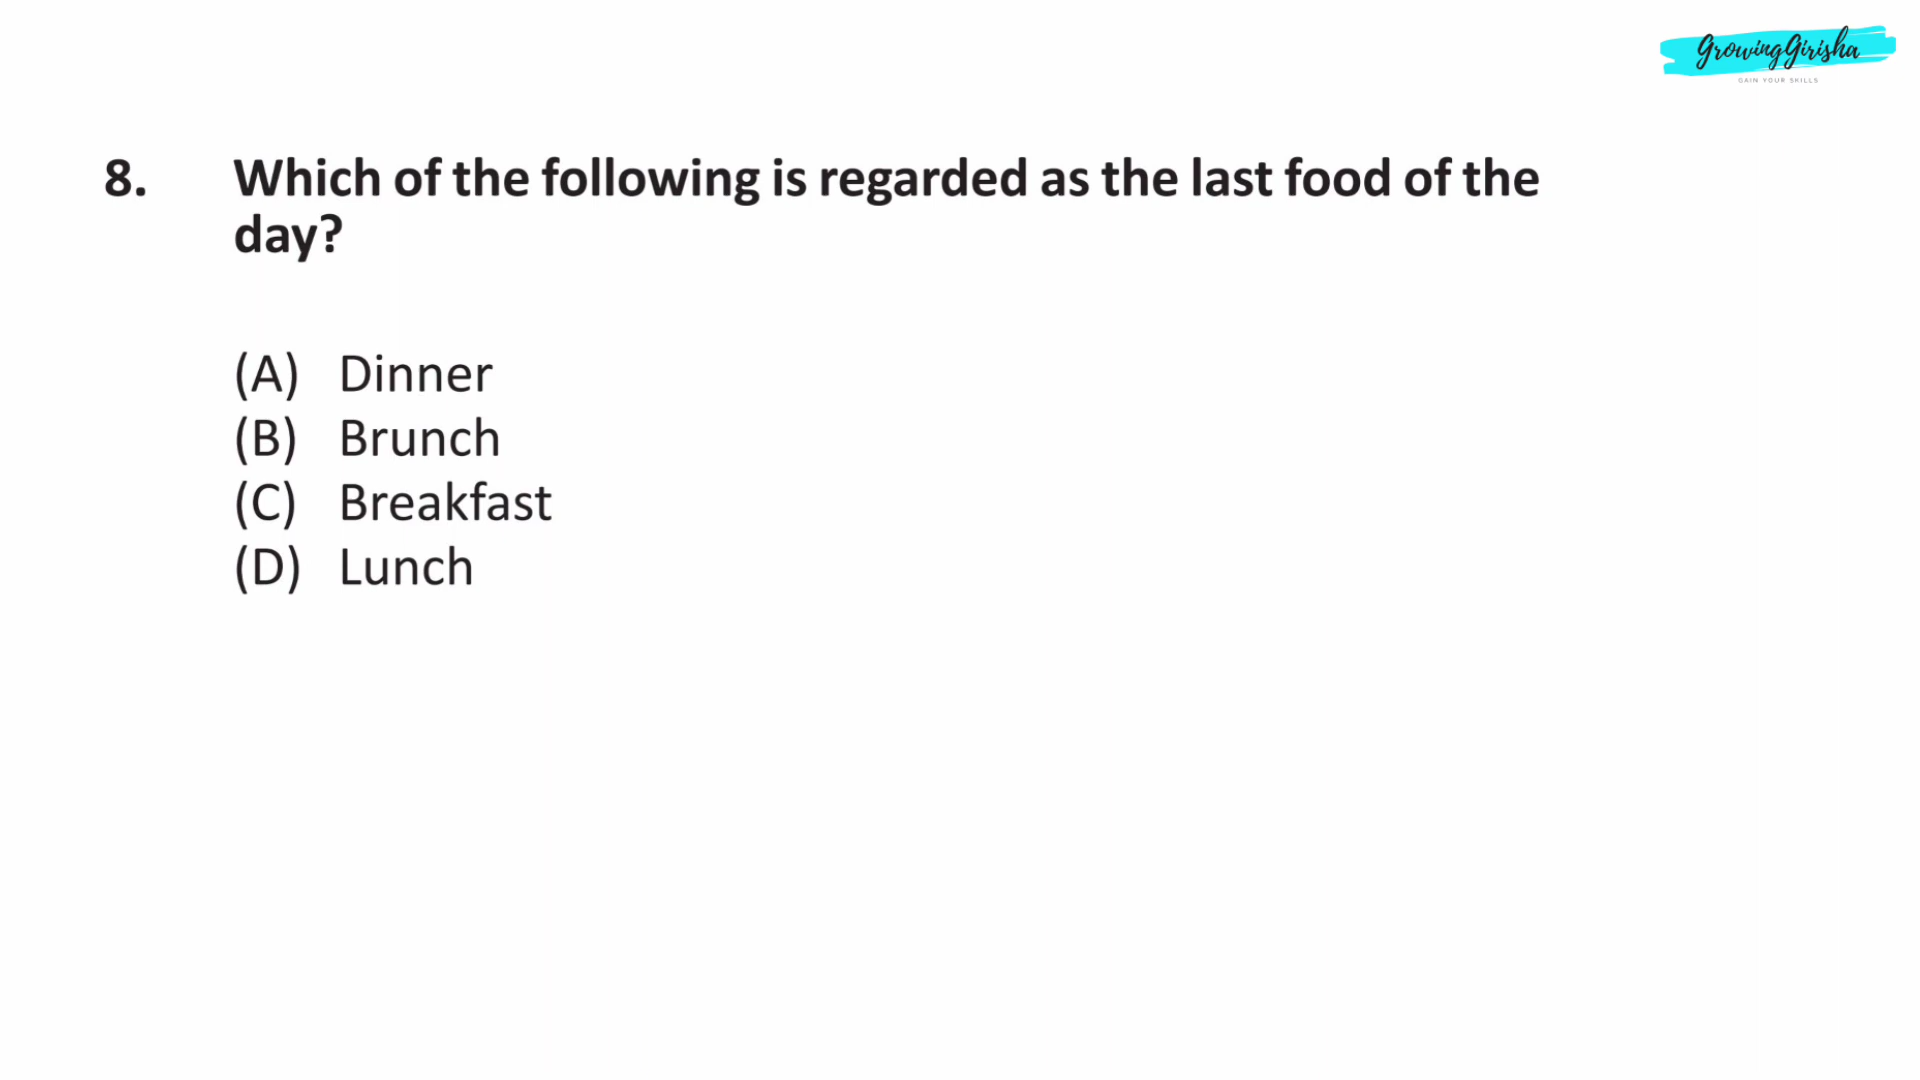 GrowingGirisha
GAIN YOUR SKILLS
8. Which of the following is regarded as the last food of the
day?
(A) Dinner
(B) Brunch
(C) Breakfast
(D) Lunch